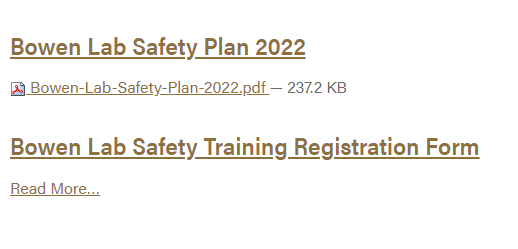 Bowen Lab Safety Plan 2022
Bowen-Lab-Safety-Plan-2022.pdf — 237.2 KB
Bowen Lab Safety Training Registration Form
Read More…